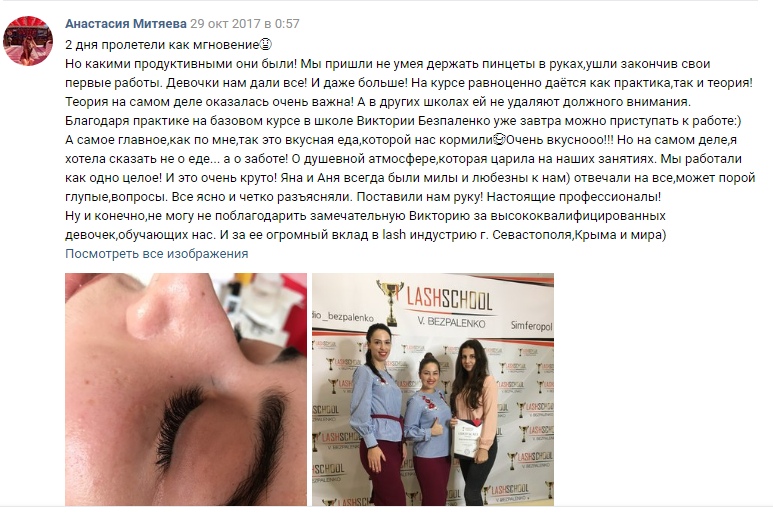 Анастасия Митяева 29 окт 2017 в 0:57
2 дня пролетели как мгновение
Но какими продуктивными они были! Мы пришли не умея держать пинцеты в руках,ушли закончив свои
первые работы. Девочки нам дали все! И даже больше! На курсе равноценно даётся как практика,так и теория!
Теория на самом деле оказалась очень важна! А в других школах ей не удаляют должного внимания.
Благодаря практике на базовом курсе в школе Виктории Безпаленко уже завтра можно приступать к работе:)
А самое главное,как по мне,так это вкусная еда,которой нас кормили Очень вкуснооо!!! Но на самом деле,я
хотела сказать не о еде... а о заботе! О душевной атмосфере,которая царила на наших занятиях. Мы работали
как одно целое! И это очень круто! Яна и Аня всегда были милы и любезны к нам) отвечали на все,может порой
глупые,вопросы. Все ясно и четко разъясняли. Поставили нам руку! Настоящие профессионалы!
Ну и конечно,не могу не поблагодарить замечательную Викторию за высококвалифицированных
девочек,обучающих нас. И за ее огромный вклад в lash индустрию г. Севастополя,Крыма и мира)
Посмотреть все изображения
LASHSCHOOL
V. BEZPALENKO
dio_bezpalenko
Simferopol